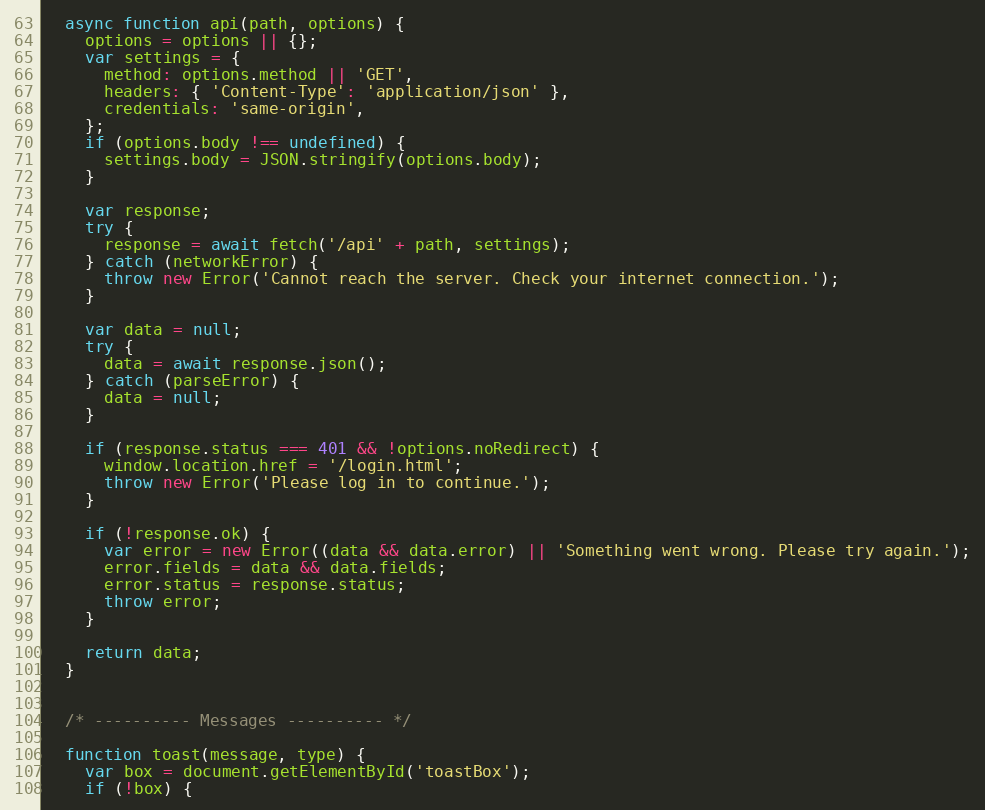 63 async function api(path, options) {
64 options = options || {};
65 var settings = {
66 method: options.method || 'GET',
67 headers: { 'Content-Type': 'application/json' },
68 credentials: 'same-origin',
69 };
70 if (options.body !== undefined) {
71 settings.body = JSON.stringify(options.body);
72 }
73
74 var response;
75 try {
76 response = await fetch('/api' + path, settings);
77 } catch (networkError) {
78 throw new Error('Cannot reach the server. Check your internet connection.');
79 }
80
81 var data = null;
82 try {
83 data = await response.json();
84 } catch (parseError) {
85 data = null;
86 }
87
88 if (response.status === 401 && !options.noRedirect) {
89 window.location.href = '/login.html';
90 throw new Error('Please log in to continue.');
91 }
92
93 if (!response.ok) {
94 var error = new Error((data && data.error) || 'Something went wrong. Please try again.');
95 error.fields = data && data.fields;
96 error.status = response.status;
97 throw error;
98 }
99
100 return data;
101 }
102
103
104 /* ---------- Messages ---------- */
105
106 function toast(message, type) {
107 var box = document.getElementById('toastBox');
108 if (!box) {